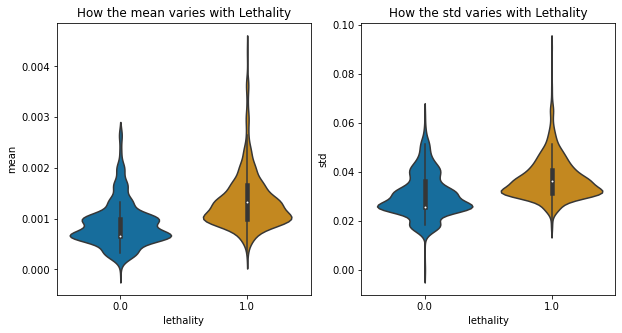 How the mean varies with Lethality
0.004
0.003
0.002
0.001
0.000
mean
0.0
1.0
lethality
How the std varies with Lethality
0.10
0.08
0.06
0.04
0.02
0.00
std
0.0
1.0
lethality